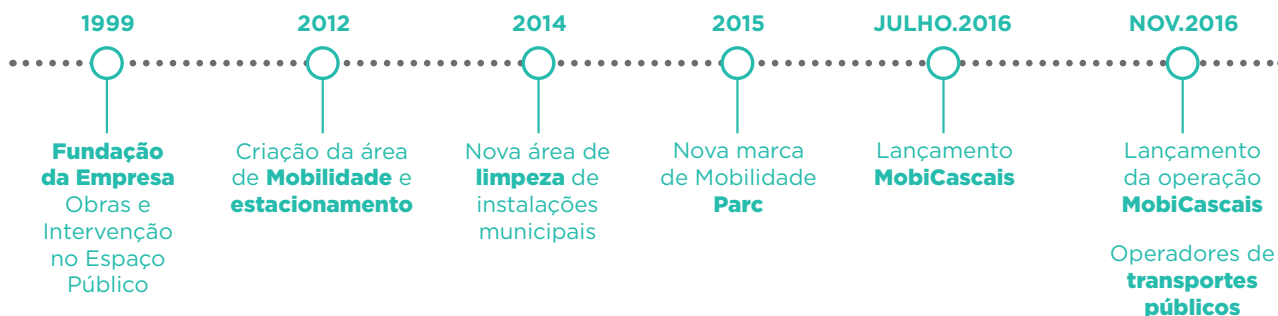 1999
Fundação
da Empresa
Obras e
Intervenção
no Espaço
Público
2012
Criação da área
de Mobilidade e
estacionamento
2014
Nova área de
limpeza de
instalações
municipais
2015
Nova marca
de Mobilidade
Parc
JULHO.2016
Lançamento
MobiCascais
NOV.2016
Lançamento
da operação
MobiCascais
Operadores de
transportes
públicos